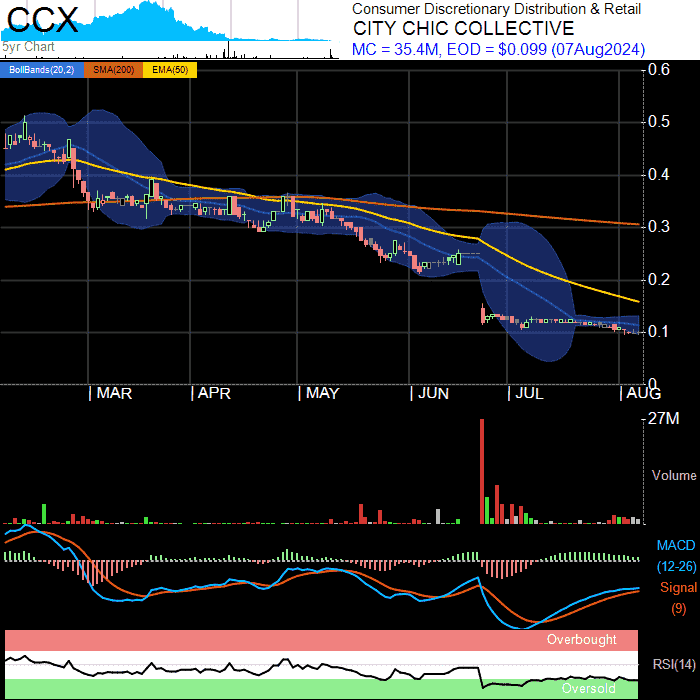 CCX
5yr Chart
Consumer Discretionary Distribution & Retail
CITY CHIC COLLECTIVE
MC = 35.4M, EOD = $0.099 (07Aug2024)
BollBands(20,2) SMA(200) EMA(50)
0.6
0.5
0.4
0.3
0.2
0.1
0
MAR APR MAY JUN JUL AUG
27M
Volume
MACD
(12-26)
Signal
(9)
Overbought
RSI(14)
Oversold